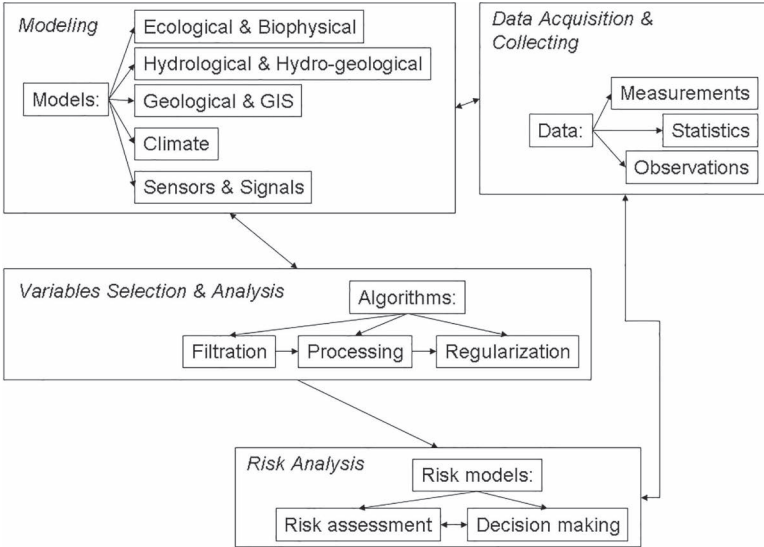 Modeling
Ecological & Biophysical
Hydrological & Hydro-geological
Models:
Geological & GIS
Climate
Sensors & Signals
Data Acquisition &
Collecting
Measurements
Data:
Statistics
Observations
Variables Selection & Analysis
Algorithms:
Filtration
Processing
Regularization
Risk Analysis
Risk models:
Risk assessment
Decision making